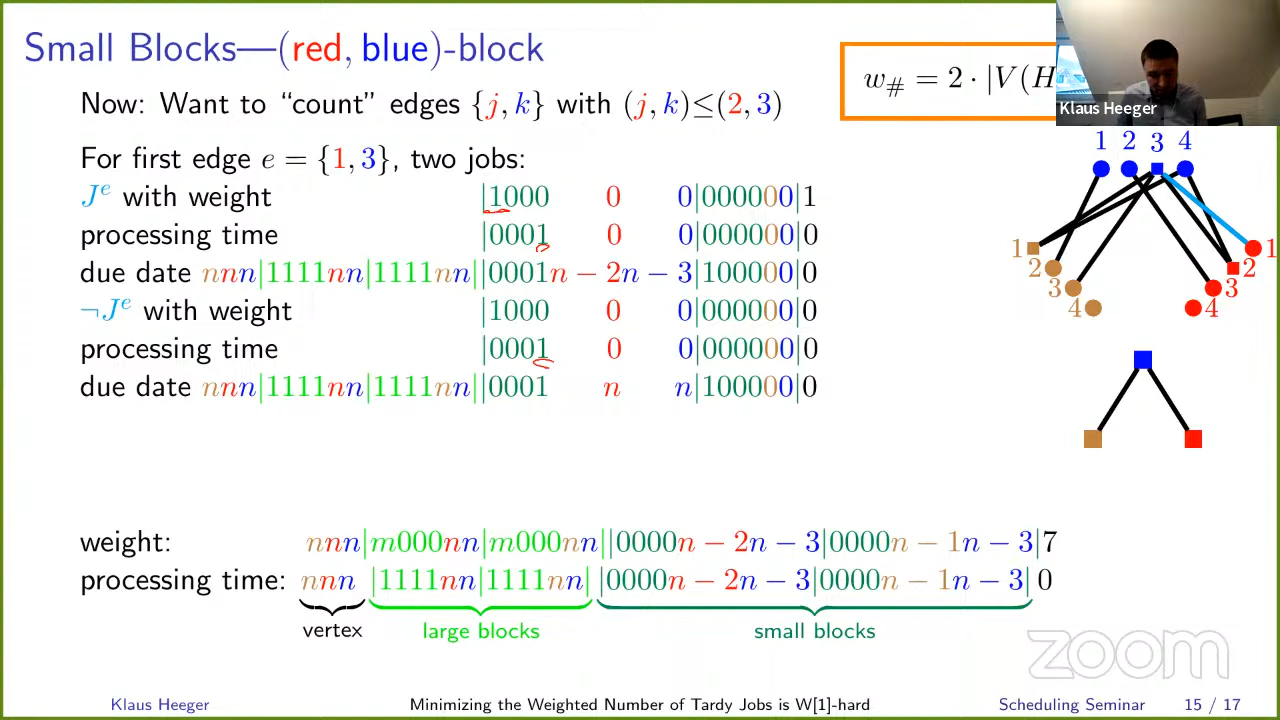 Small Blocks—(red, blue)-block
Now: Want to “count” edges {j, k} with (j, k)≤(2, 3)
w# = 2 · |V(H
Klaus Heeger
For first edge e = {1, 3}, two jobs:
Jᵉ with weight |1000 0 0|000000|1
processing time |0001 0 0|000000|0
due date nnn|1111nn|1111nn||0001n − 2n − 3|100000|0
¬Jᵉ with weight |1000 0 0|000000|0
processing time |0001 0 0|000000|0
due date nnn|1111nn|1111nn||0001 n n|100000|0
1 2 3 4
1 2 3 4
1 2 3 4
weight: nnn|m000nn|m000nn||0000n − 2n − 3|0000n − 1n − 3|7
processing time: nnn |1111nn|1111nn| |0000n − 2n − 3|0000n − 1n − 3| 0
vertex large blocks small blocks
zoom
Klaus Heeger Minimizing the Weighted Number of Tardy Jobs is W[1]-hard Scheduling Seminar 15 / 17